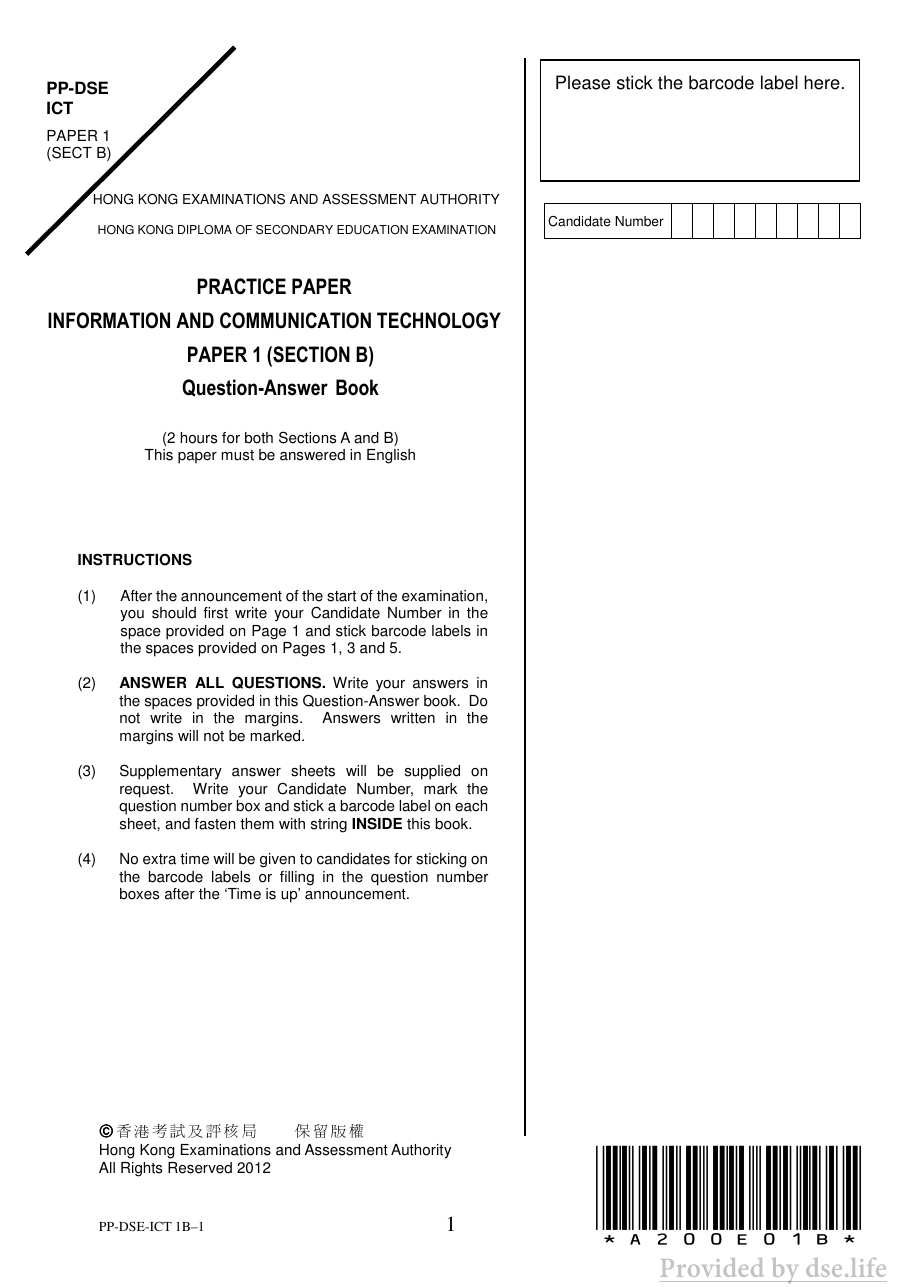 PP-DSE
ICT
PAPER 1
(SECT B)
HONG KONG EXAMINATIONS AND ASSESSMENT AUTHORITY
HONG KONG DIPLOMA OF SECONDARY EDUCATION EXAMINATION
PRACTICE PAPER
INFORMATION AND COMMUNICATION TECHNOLOGY
PAPER 1 (SECTION B)
Question-Answer Book
(2 hours for both Sections A and B)
This paper must be answered in English
INSTRUCTIONS
(1) After the announcement of the start of the examination,
you should first write your Candidate Number in the
space provided on Page 1 and stick barcode labels in
the spaces provided on Pages 1, 3 and 5.
(2) ANSWER ALL QUESTIONS. Write your answers in
the spaces provided in this Question-Answer book. Do
not write in the margins. Answers written in the
margins will not be marked.
(3) Supplementary answer sheets will be supplied on
request. Write your Candidate Number, mark the
question number box and stick a barcode label on each
sheet, and fasten them with string INSIDE this book.
(4) No extra time will be given to candidates for sticking on
the barcode labels or filling in the question number
boxes after the ‘Time is up’ announcement.
©香港考試及評核局 保留版權
Hong Kong Examinations and Assessment Authority
All Rights Reserved 2012
PP-DSE-ICT 1B–1
1
Please stick the barcode label here.
Candidate Number
* A 2 0 0 E 0 1 B *
Provided by dse.life